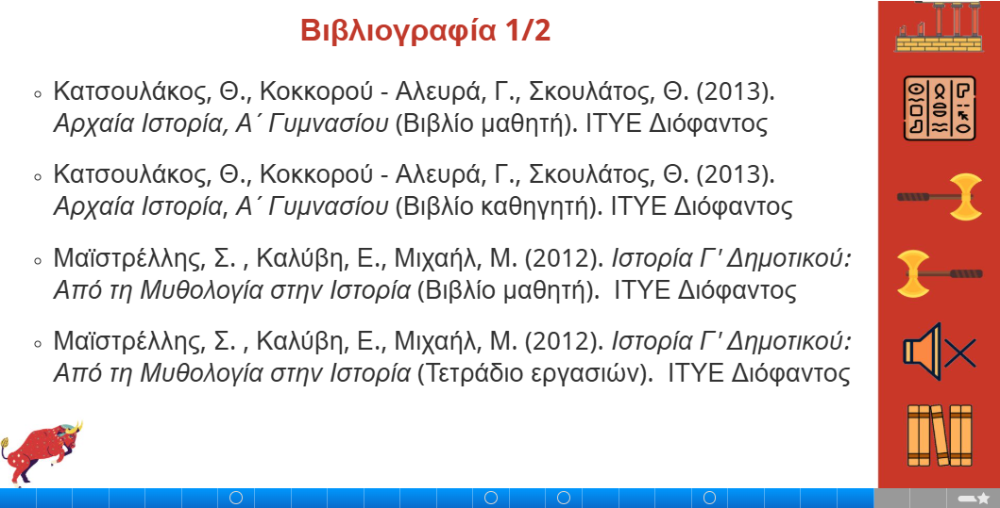 Βιβλιογραφία 1/2
Κατσουλάκος, Θ., Κοκκορού - Αλευρά, Γ., Σκουλάτος, Θ. (2013).
Αρχαία Ιστορία, Α΄ Γυμνασίου (Βιβλίο μαθητή). ΙΤΥΕ Διόφαντος
Κατσουλάκος, Θ., Κοκκορού - Αλευρά, Γ., Σκουλάτος, Θ. (2013).
Αρχαία Ιστορία, Α΄ Γυμνασίου (Βιβλίο καθηγητή). ΙΤΥΕ Διόφαντος
Μαϊστρέλλης, Σ. , Καλύβη, Ε., Μιχαήλ, Μ. (2012). Ιστορία Γ' Δημοτικού:
Από τη Μυθολογία στην Ιστορία (Βιβλίο μαθητή).  ΙΤΥΕ Διόφαντος
Μαϊστρέλλης, Σ. , Καλύβη, Ε., Μιχαήλ, Μ. (2012). Ιστορία Γ' Δημοτικού:
Από τη Μυθολογία στην Ιστορία (Τετράδιο εργασιών).  ΙΤΥΕ Διόφαντος